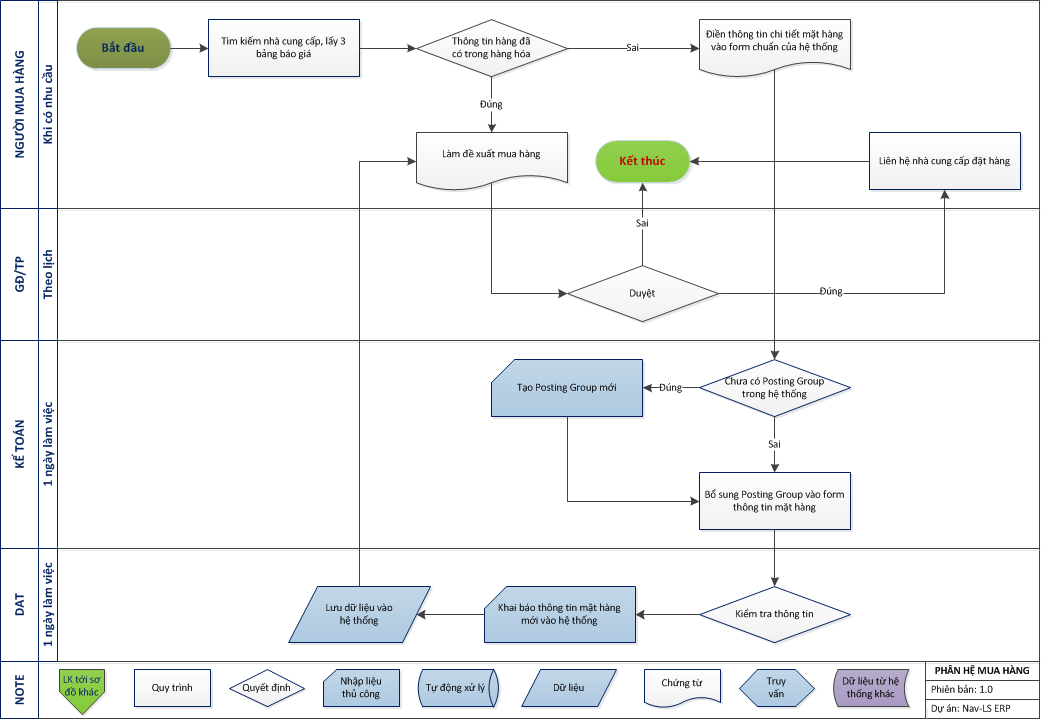 NGƯỜI MUA HÀNG
Khi có nhu cầu
Bắt đầu
Tìm kiếm nhà cung cấp, lấy 3
bảng báo giá
Thông tin hàng đã
có trong hàng hóa
Sai
Điền thông tin chi tiết mặt hàng
vào form chuẩn của hệ thống
Đúng
Làm đề xuất mua hàng
Kết thúc
Liên hệ nhà cung cấp đặt hàng
GĐ/TP
Theo lịch
Sai
Duyệt
Đúng
KẾ TOÁN
1 ngày làm việc
Tạo Posting Group mới
Đúng
Chưa có Posting Group
trong hệ thống
Sai
Bổ sung Posting Group vào form
thông tin mặt hàng
DAT
1 ngày làm việc
Lưu dữ liệu vào
hệ thống
Khai báo thông tin mặt hàng
mới vào hệ thống
Kiểm tra thông tin
NOTE
LK tới sơ
đồ khác
Quy trình
Quyết định
Nhập liệu
thủ công
Tự động xử lý
Dữ liệu
Chứng từ
Truy
vấn
Dữ liệu từ hệ
thống khác
PHÂN HỆ MUA HÀNG
Phiên bản: 1.0
Dự án: Nav-LS ERP